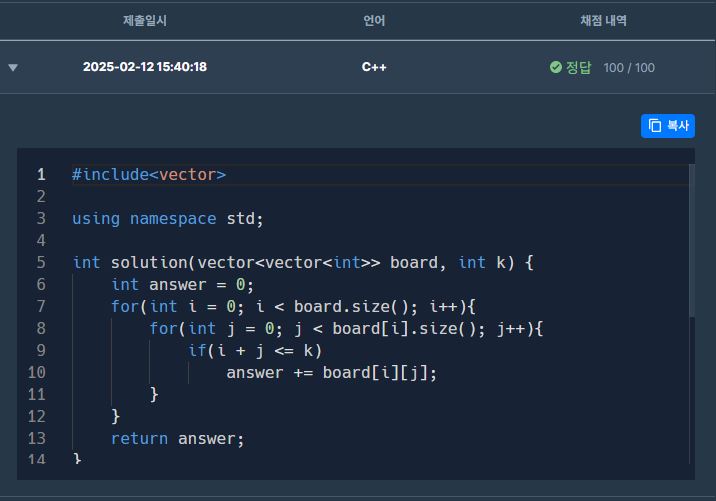 제출일시 언어 채점 내역
2025-02-12 15:40:18 C++ 정답 100 / 100
복사
1 #include<vector>
2
3 using namespace std;
4
5 int solution(vector<vector<int>> board, int k) {
6     int answer = 0;
7     for(int i = 0; i < board.size(); i++){
8         for(int j = 0; j < board[i].size(); j++){
9             if(i + j <= k)
10                 answer += board[i][j];
11         }
12     }
13     return answer;
14 }